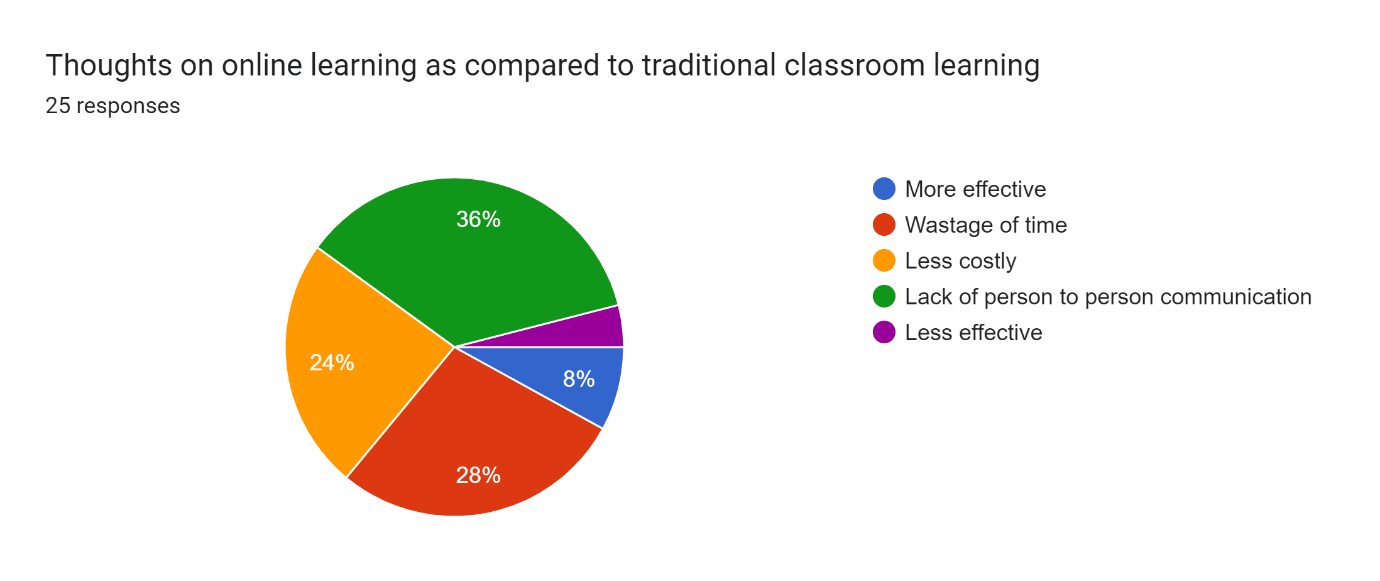 Thoughts on online learning as compared to traditional classroom learning
25 responses
36%
24%
8%
28%
More effective
Wastage of time
Less costly
Lack of person to person communication
Less effective